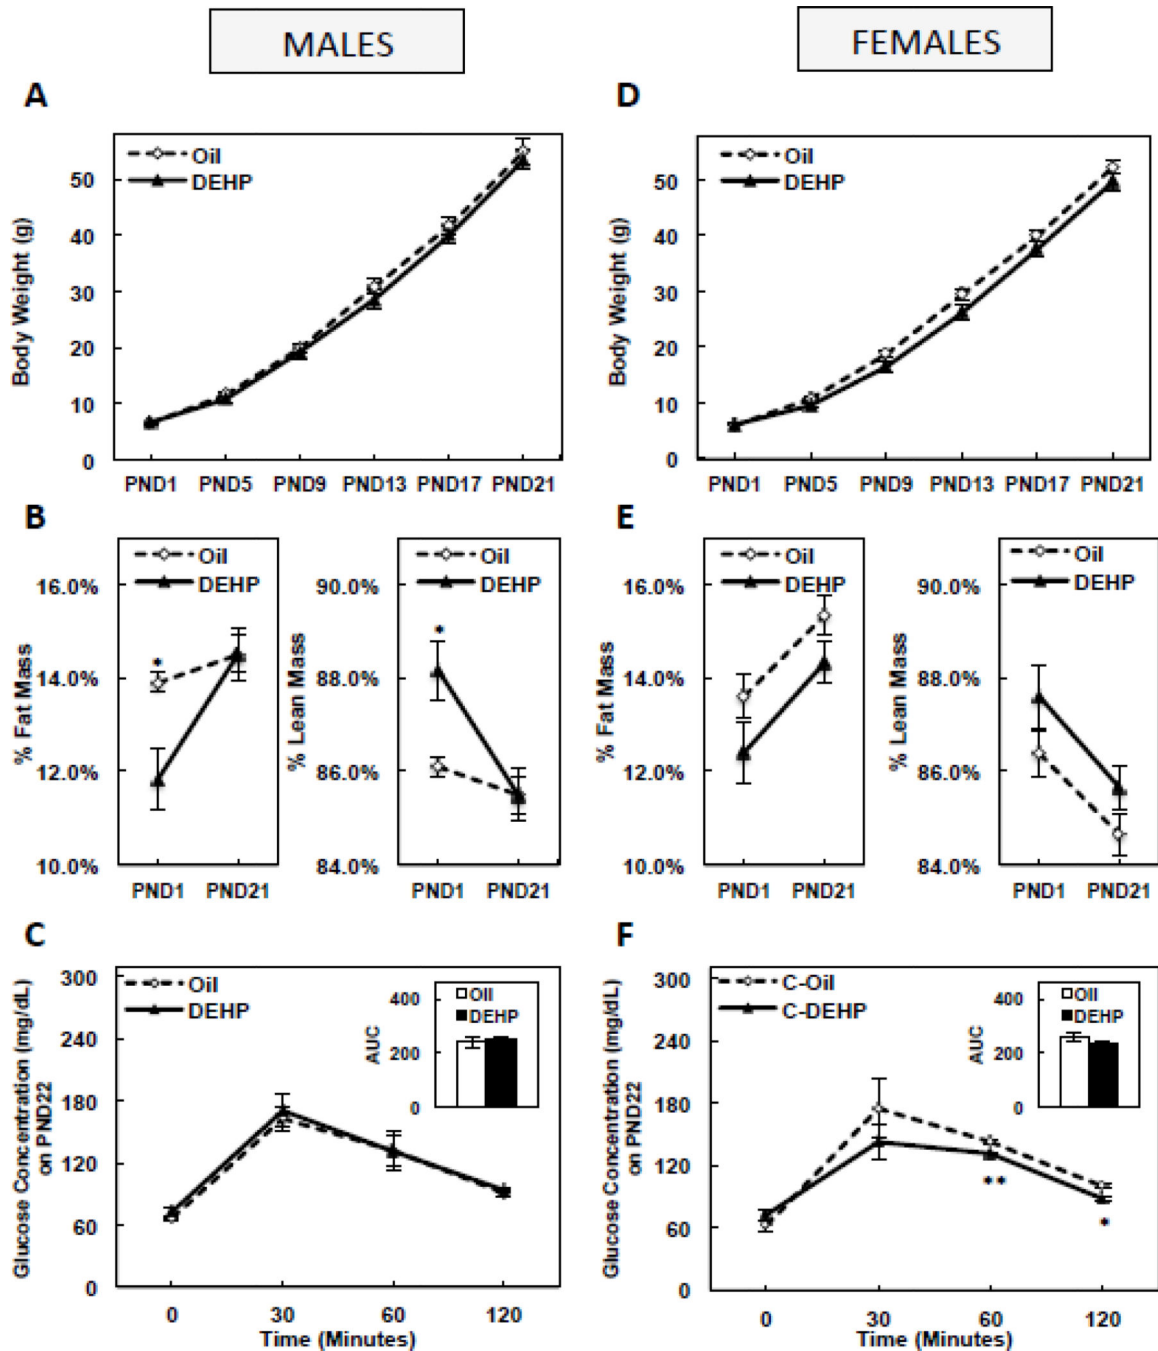 MALES
FEMALES
A
Oil
DEHP
Body Weight (g)
50
40
30
20
10
0
PND1 PND5 PND9 PND13 PND17 PND21
D
Oil
DEHP
Body Weight (g)
50
40
30
20
10
0
PND1 PND5 PND9 PND13 PND17 PND21
B
Oil
DEHP
% Fat Mass
16.0%
14.0%
12.0%
10.0%
*
PND1 PND21
Oil
DEHP
% Lean Mass
90.0%
88.0%
86.0%
84.0%
*
PND1 PND21
E
Oil
DEHP
% Fat Mass
16.0%
14.0%
12.0%
10.0%
PND1 PND21
Oil
DEHP
% Lean Mass
90.0%
88.0%
86.0%
84.0%
PND1 PND21
C
Oil
DEHP
Glucose Concentration (mg/dL)
on PND22
300
240
180
120
60
0
0 30 60 120
Time (Minutes)
Oil
DEHP
AUC
400
200
0
F
C-Oil
C-DEHP
Glucose Concentration (mg/dL)
on PND22
300
240
180
120
60
0
**
*
0 30 60 120
Time (Minutes)
Oil
DEHP
AUC
400
200
0